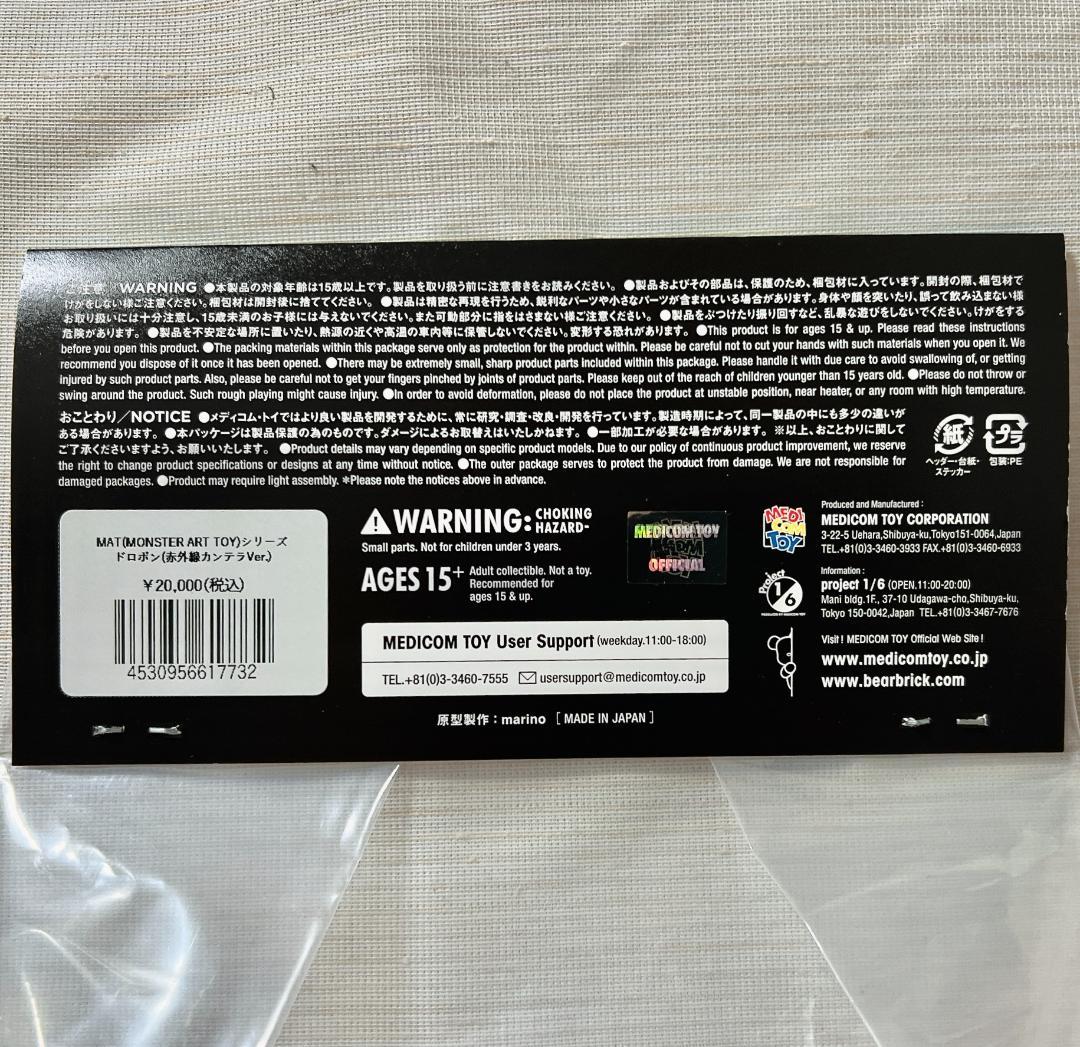 ご注意 WARNING ●本製品の対象年齢は15歳以上です。製品を取り扱う前に注意書きをお読みください。 ●製品およびその部品は、保護のため、梱包材に入っています。開封の際、梱包材で
けがをしない様ご注意ください。梱包材は開封後に捨ててください。 ●製品は精密な再現を行うため、鋭利なパーツや小さなパーツが含まれている場合があります。身体や顔を突いたり、誤って飲み込まない様
お取り扱いには十分注意し、15歳未満のお子様には与えないでください。また可動部分に指をはさまない様ご注意ください。 ●製品をぶつけたり振り回すなど、乱暴な遊びをしないでください。けがをする
危険があります。 ●製品を不安定な場所に置いたり、熱源の近くや高温の車内等に保管しないでください。変形する恐れがあります。 ●This product is for ages 15 & up. Please read these instructions
before you open this product. ●The packing materials within this package serve only as protection for the product within. Please be careful not to cut your hands with such materials when you open it. We
recommend you dispose of it once it has been opened. ●There may be extremely small, sharp product parts included within this package. Please handle it with due care to avoid swallowing of, or getting
injured by such product parts. Also, please be careful not to get your fingers pinched by joints of product parts. Please keep out of the reach of children younger than 15 years old. ●Please do not throw or
swing around the product. Such rough playing might cause injury. ●In order to avoid deformation, please do not place the product at unstable position, near heater, or any room with high temperature.
おことわり/NOTICE ●メディコム・トイではより良い製品を開発するために、常に研究・調査・改良・開発を行っています。製造時期によって、同一製品の中にも多少の違いが
ある場合があります。 ●本パッケージは製品保護の為のものです。ダメージによるお取替えはいたしかねます。 ●一部加工が必要な場合があります。 ※以上、おことわりに関して
ご了承くださいますよう、お願いいたします。 ●Product details may vary depending on specific product models. Due to our policy of continuous product improvement, we reserve
the right to change product specifications or designs at any time without notice. ●The outer package serves to protect the product from damage. We are not responsible for
damaged packages. ●Product may require light assembly. *Please note the notices above in advance.
紙
ヘッダー・台紙・
ステッカー
プラ
包装:PE
MAT(MONSTER ART TOY)シリーズ
ドロボン(赤外線カンテラVer.)
¥20,000(税込)
4530956617732
WARNING: CHOKING
HAZARD-
Small parts. Not for children under 3 years.
AGES 15+ Adult collectible. Not a toy.
Recommended for
ages 15 & up.
MEDICOM TOY
OFFICIAL
MEDICOM TOY User Support (weekday.11:00-18:00)
TEL.+81(0)3-3460-7555 usersupport@medicomtoy.co.jp
原型製作:marino [ MADE IN JAPAN ]
MEDI
COM
TOY
Produced and Manufactured :
MEDICOM TOY CORPORATION
3-22-5 Uehara,Shibuya-ku,Tokyo151-0064,Japan
TEL.+81(0)3-3460-3933 FAX.+81(0)3-3460-6933
Project
1/6
Information :
project 1/6 (OPEN.11:00-20:00)
Mani bldg.1F., 37-10 Udagawa-cho,Shibuya-ku,
Tokyo 150-0042,Japan TEL.+81(0)3-3467-7676
Visit ! MEDICOM TOY Official Web Site !
www.medicomtoy.co.jp
www.bearbrick.com